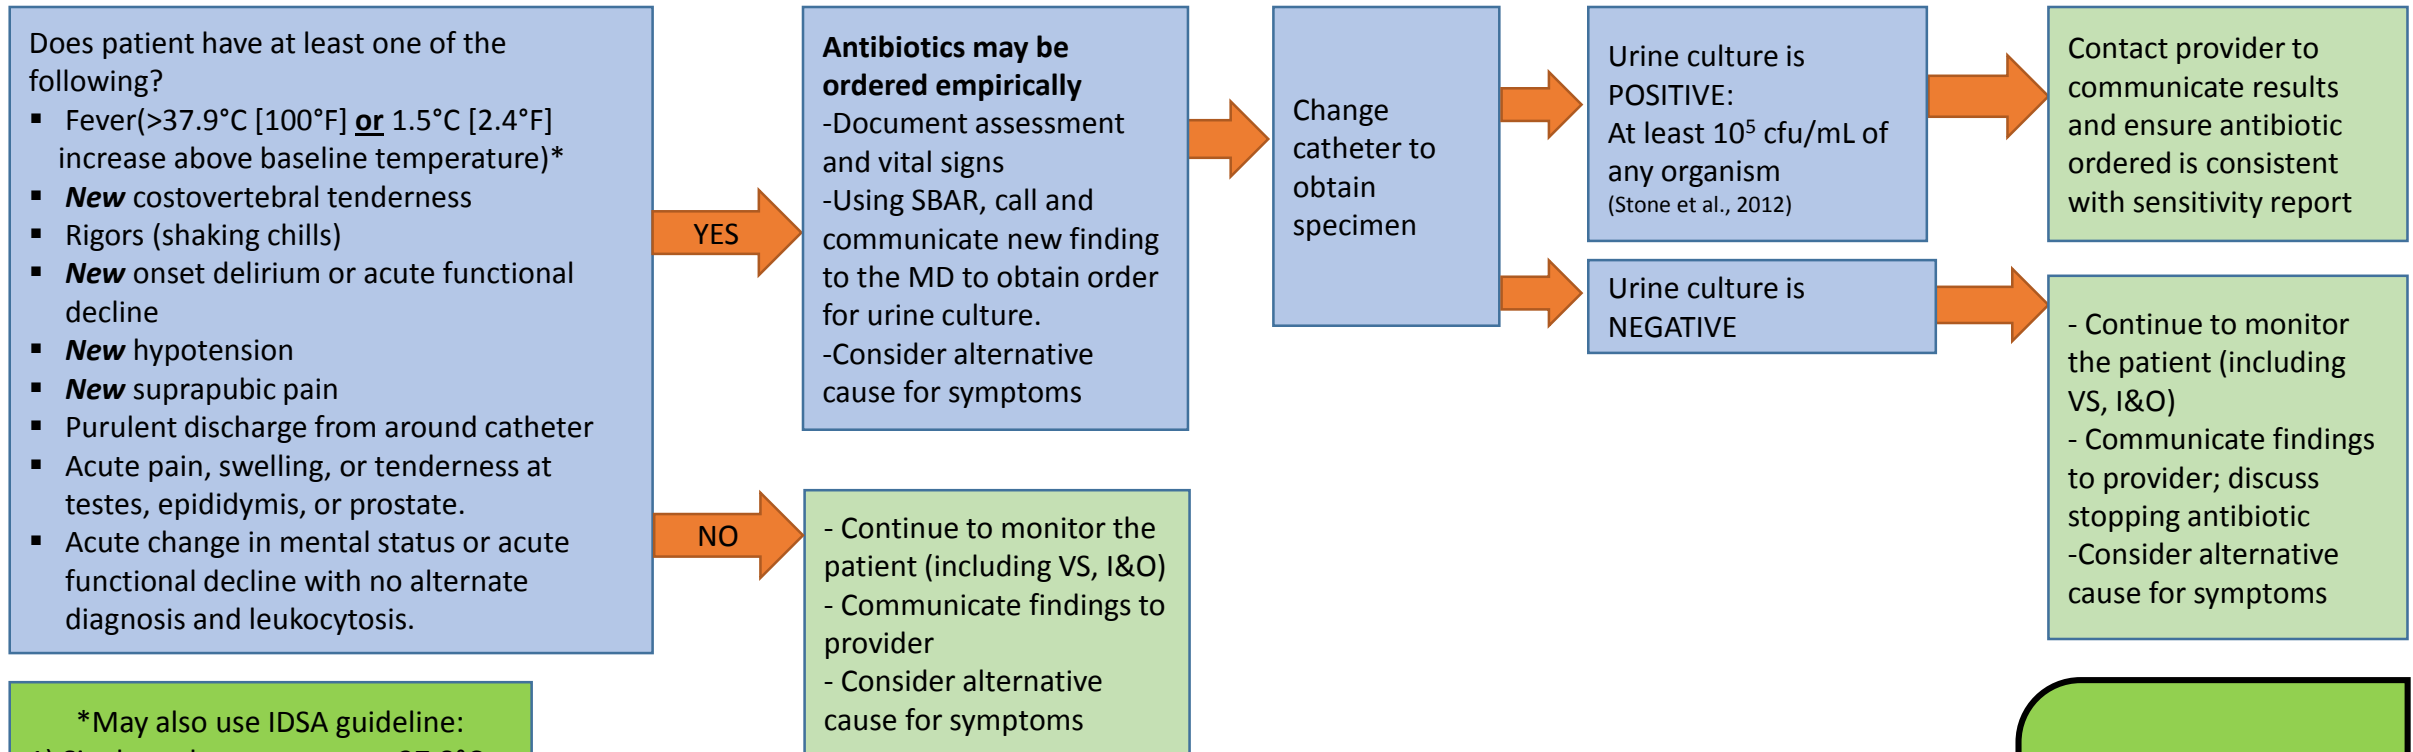 Does patient have at least one of the
following?
▪ Fever(>37.9°C [100°F] or 1.5°C [2.4°F]
increase above baseline temperature)*
▪ New costovertebral tenderness
▪ Rigors (shaking chills)
▪ New onset delirium or acute functional
decline
▪ New hypotension
▪ New suprapubic pain
▪ Purulent discharge from around catheter
▪ Acute pain, swelling, or tenderness at
testes, epididymis, or prostate.
▪ Acute change in mental status or acute
functional decline with no alternate
diagnosis and leukocytosis.
YES
NO
Antibiotics may be
ordered empirically
-Document assessment
and vital signs
-Using SBAR, call and
communicate new finding
to the MD to obtain order
for urine culture.
-Consider alternative
cause for symptoms
- Continue to monitor the
patient (including VS, I&O)
- Communicate findings to
provider
- Consider alternative
cause for symptoms
Change
catheter to
obtain
specimen
Urine culture is
POSITIVE:
At least 10⁵ cfu/mL of
any organism
(Stone et al., 2012)
Urine culture is
NEGATIVE
Contact provider to
communicate results
and ensure antibiotic
ordered is consistent
with sensitivity report
- Continue to monitor
the patient (including
VS, I&O)
- Communicate findings
to provider; discuss
stopping antibiotic
-Consider alternative
cause for symptoms
*May also use IDSA guideline: